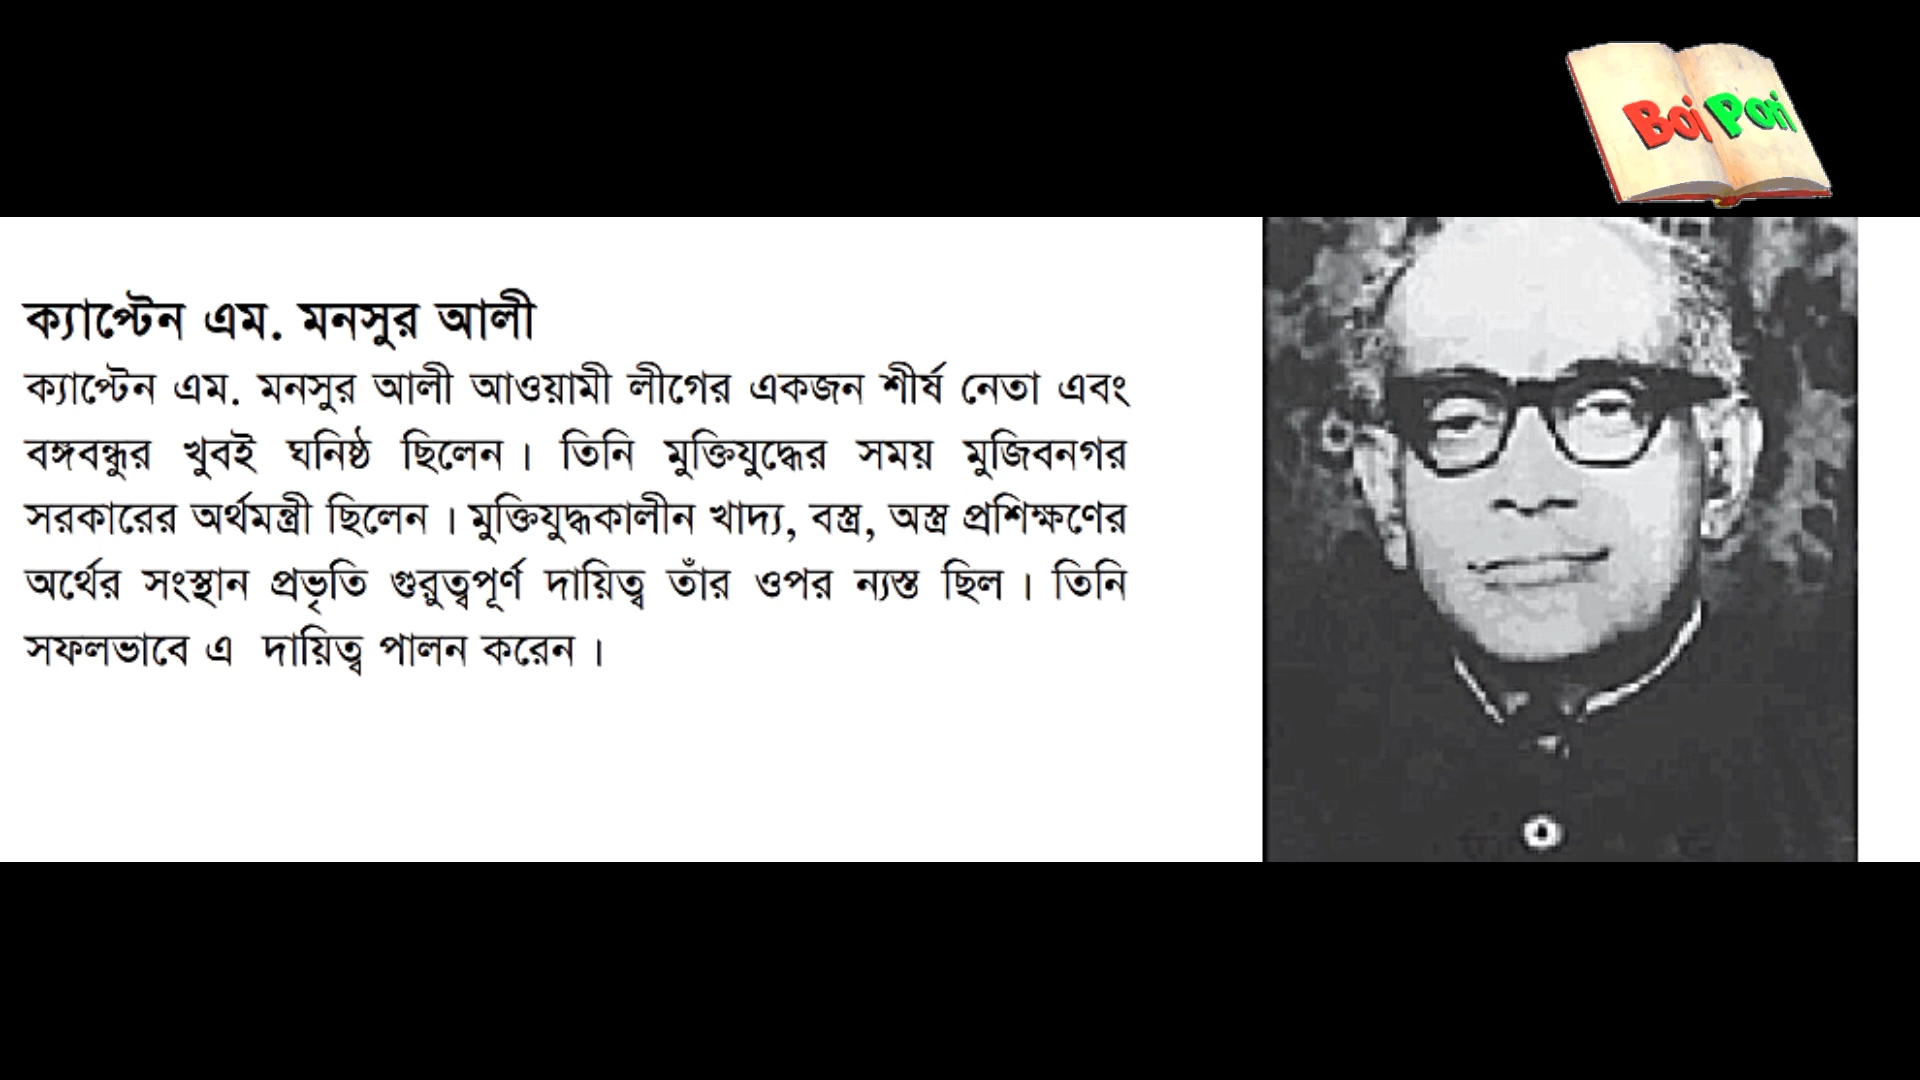 Boi Pori
ক্যাপ্টেন এম. মনসুর আলী
ক্যাপ্টেন এম. মনসুর আলী আওয়ামী লীগের একজন শীর্ষ নেতা এবং
বঙ্গবন্ধুর খুবই ঘনিষ্ঠ ছিলেন। তিনি মুক্তিযুদ্ধের সময় মুজিবনগর
সরকারের অর্থমন্ত্রী ছিলেন। মুক্তিযুদ্ধকালীন খাদ্য, বস্ত্র, অস্ত্র প্রশিক্ষণের
অর্থের সংস্থান প্রভৃতি গুরুত্বপূর্ণ দায়িত্ব তাঁর ওপর ন্যস্ত ছিল। তিনি
সফলভাবে এ দায়িত্ব পালন করেন।